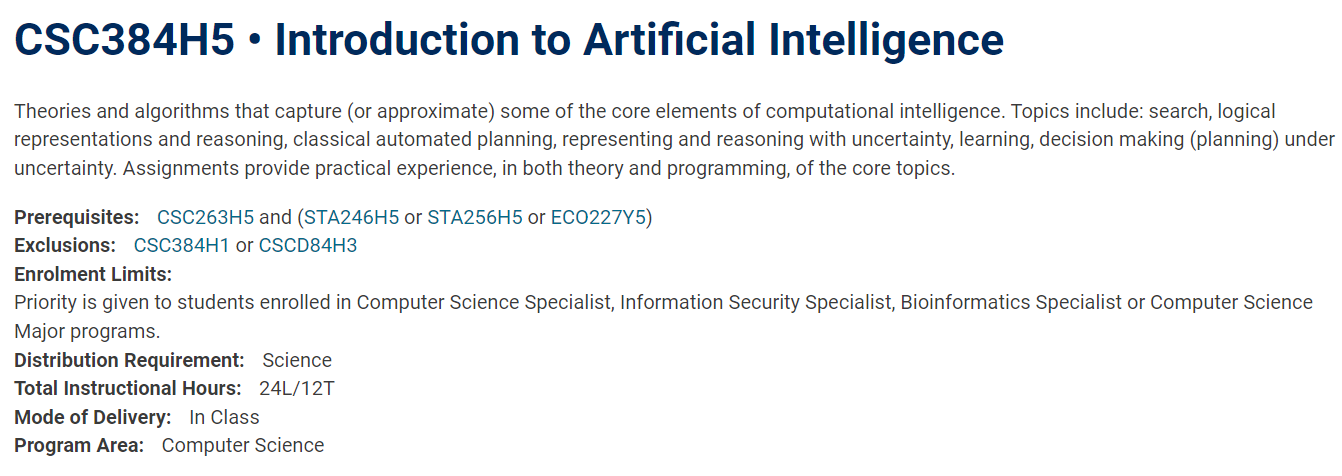 CSC384H5 • Introduction to Artificial Intelligence
Theories and algorithms that capture (or approximate) some of the core elements of computational intelligence. Topics include: search, logical
representations and reasoning, classical automated planning, representing and reasoning with uncertainty, learning, decision making (planning) under
uncertainty. Assignments provide practical experience, in both theory and programming, of the core topics.
Prerequisites: CSC263H5 and (STA246H5 or STA256H5 or ECO227Y5)
Exclusions: CSC384H1 or CSCD84H3
Enrolment Limits:
Priority is given to students enrolled in Computer Science Specialist, Information Security Specialist, Bioinformatics Specialist or Computer Science
Major programs.
Distribution Requirement: Science
Total Instructional Hours: 24L/12T
Mode of Delivery: In Class
Program Area: Computer Science